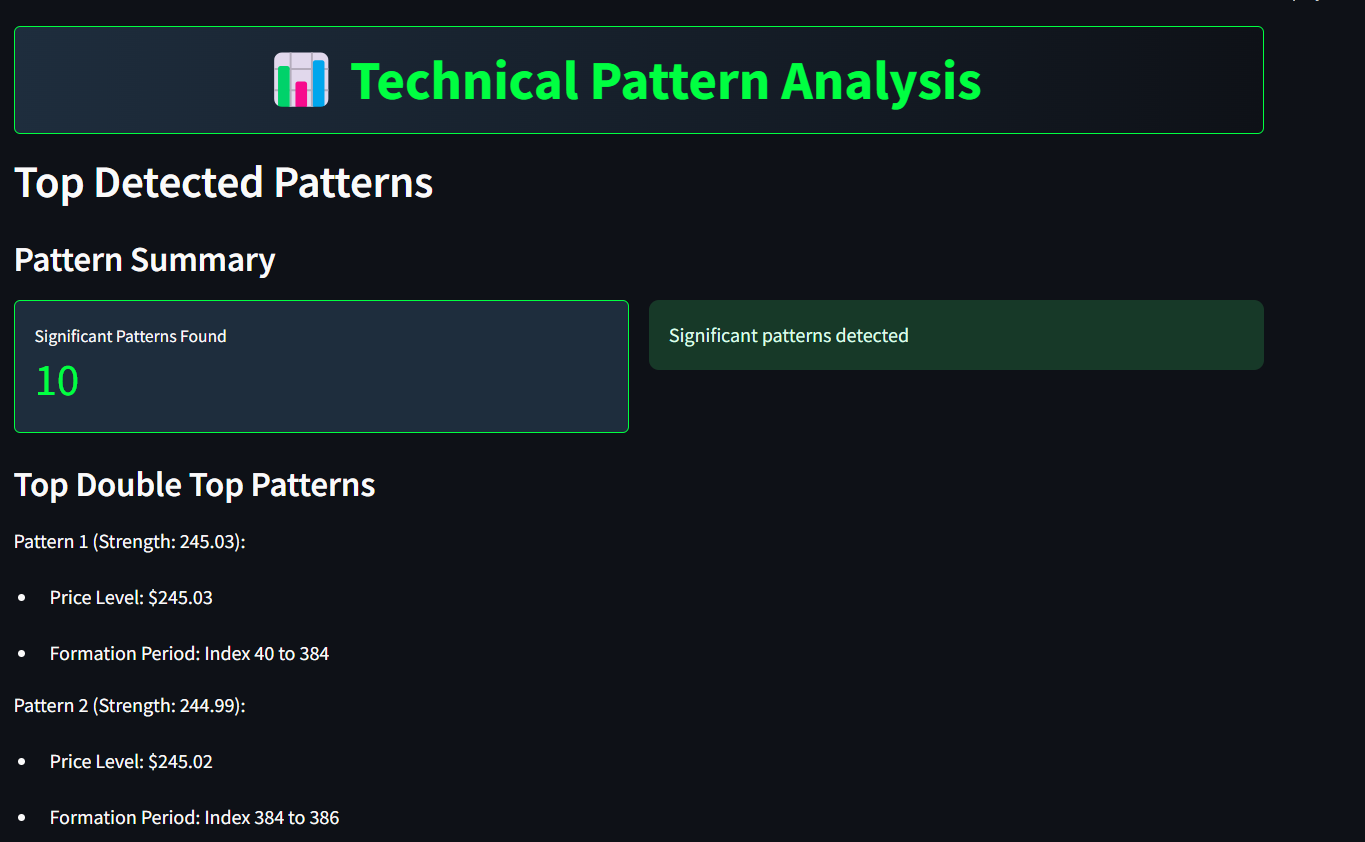 Technical Pattern Analysis
Top Detected Patterns
Pattern Summary
Significant Patterns Found
10
Significant patterns detected
Top Double Top Patterns
Pattern 1 (Strength: 245.03):
Price Level: $245.03
Formation Period: Index 40 to 384
Pattern 2 (Strength: 244.99):
Price Level: $245.02
Formation Period: Index 384 to 386